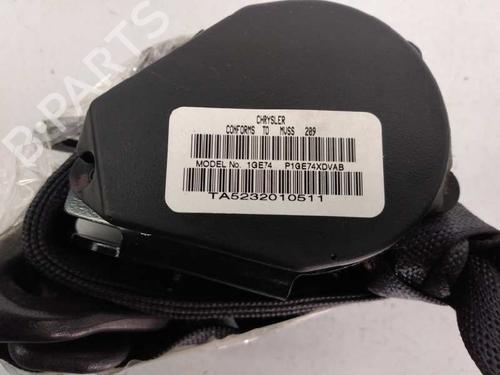 B-PARTS
CHRYSLER
CONFORMS TO MVSS 209
MODEL No. 1GE74 P1GE74XDVAB
TA5232010511